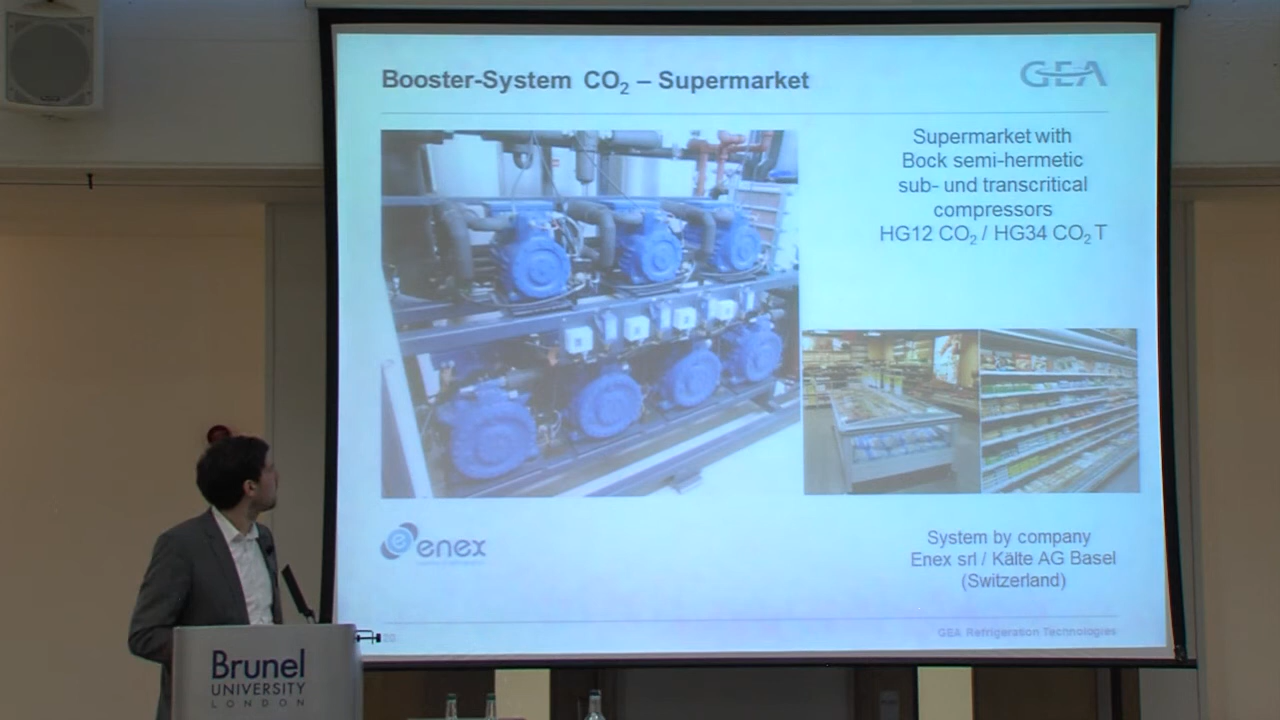 Booster-System CO₂ – Supermarket
GEA
Supermarket with
Bock semi-hermetic
sub- und transcritical
compressors
HG12 CO₂ / HG34 CO₂ T
enex
System by company
Enex srl / Kälte AG Basel
(Switzerland)
GEA Refrigeration Technologies
Brunel
UNIVERSITY
LONDON